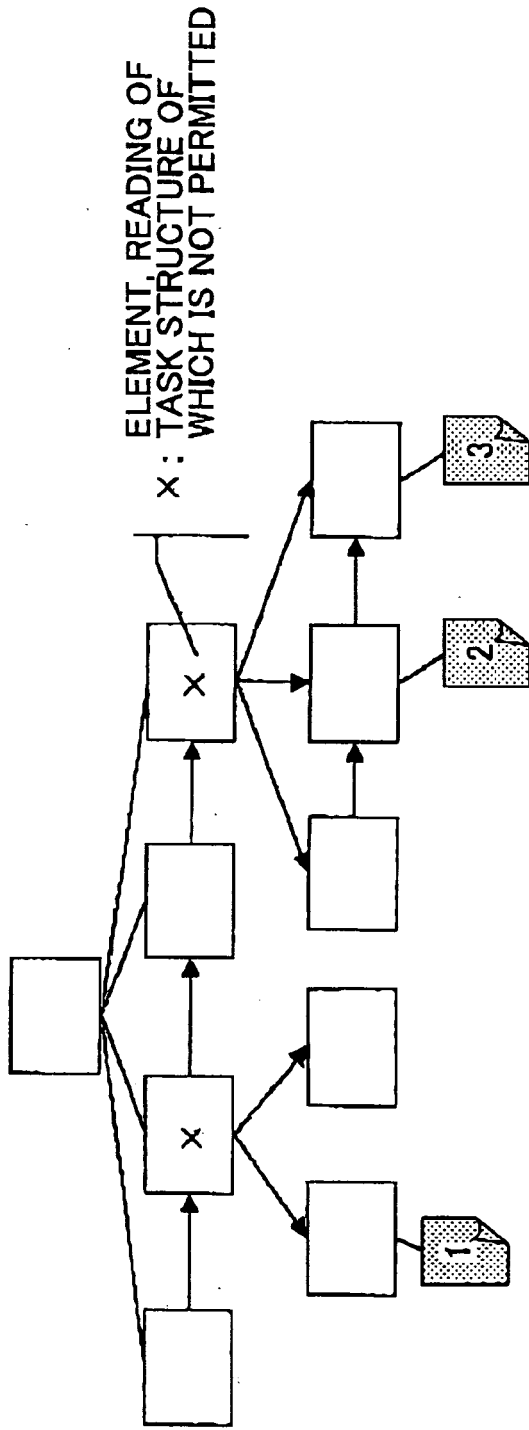 ELEMENT, READING OF
× : TASK STRUCTURE OF
WHICH IS NOT PERMITTED
×
×
1
2
3